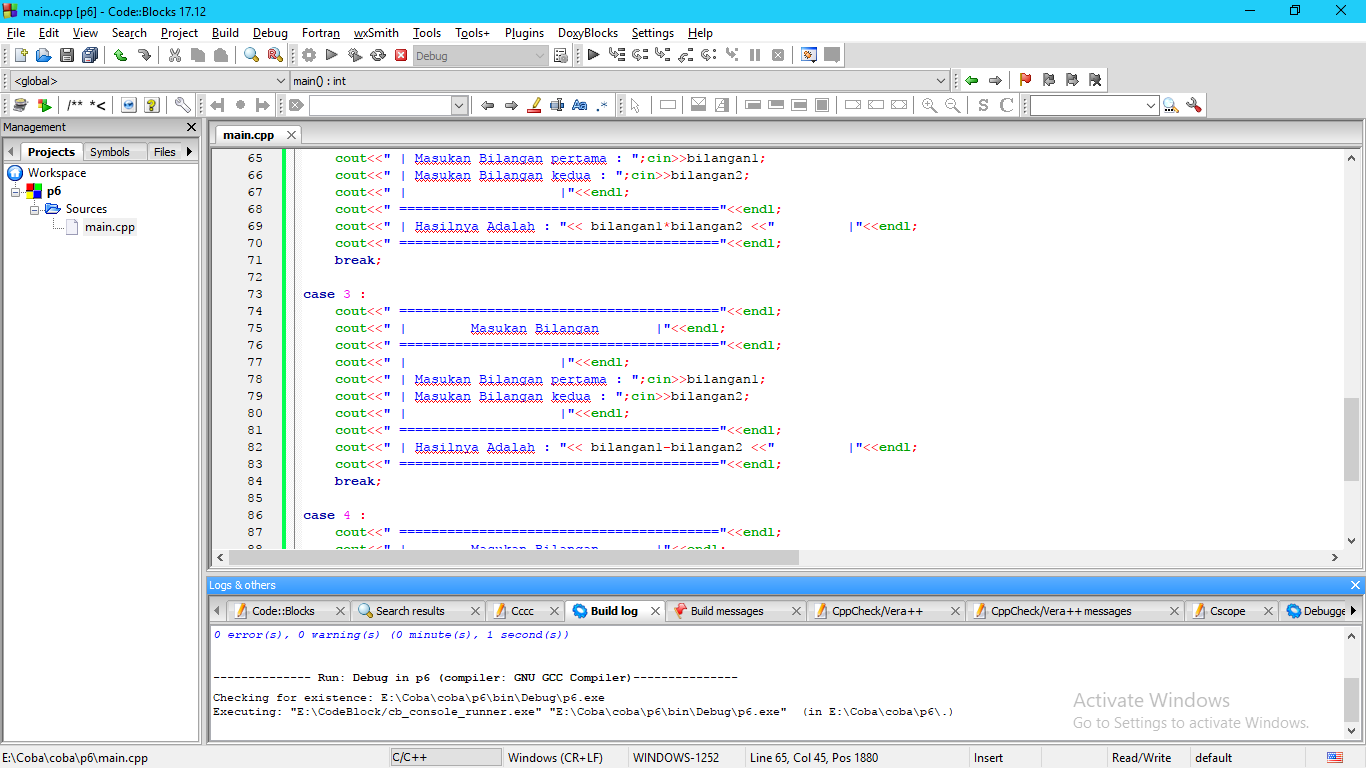 main.cpp [p6] - Code::Blocks 17.12
File Edit View Search Project Build Debug Fortran wxSmith Tools Tools+ Plugins DoxyBlocks Settings Help
Debug
<global> main() : int
/** *<
Aa .*
S C
Management
Projects Symbols Files
Workspace
p6
Sources
main.cpp
main.cpp
65 cout<<" | Masukan Bilangan pertama : ";cin>>bilangan1;
66 cout<<" | Masukan Bilangan kedua : ";cin>>bilangan2;
67 cout<<" | |"<<endl;
68 cout<<" ========================================"<<endl;
69 cout<<" | Hasilnya Adalah : "<< bilangan1*bilangan2 <<" |"<<endl;
70 cout<<" ========================================"<<endl;
71 break;
72
73 case 3 :
74 cout<<" ========================================"<<endl;
75 cout<<" | Masukan Bilangan |"<<endl;
76 cout<<" ========================================"<<endl;
77 cout<<" | |"<<endl;
78 cout<<" | Masukan Bilangan pertama : ";cin>>bilangan1;
79 cout<<" | Masukan Bilangan kedua : ";cin>>bilangan2;
80 cout<<" | |"<<endl;
81 cout<<" ========================================"<<endl;
82 cout<<" | Hasilnya Adalah : "<< bilangan1-bilangan2 <<" |"<<endl;
83 cout<<" ========================================"<<endl;
84 break;
85
86 case 4 :
87 cout<<" ========================================"<<endl;
88 cout<<" | Masukan Bilangan |"<<endl;
Logs & others
Code::Blocks Search results Cccc Build log Build messages CppCheck/Vera++ CppCheck/Vera++ messages Cscope Debugge
0 error(s), 0 warning(s) (0 minute(s), 1 second(s))
-------------- Run: Debug in p6 (compiler: GNU GCC Compiler)---------------
Checking for existence: E:\Coba\coba\p6\bin\Debug\p6.exe
Executing: "E:\CodeBlock/cb_console_runner.exe" "E:\Coba\coba\p6\bin\Debug\p6.exe" (in E:\Coba\coba\p6\.)
Activate Windows
Go to Settings to activate Windows.
E:\Coba\coba\p6\main.cpp C/C++ Windows (CR+LF) WINDOWS-1252 Line 65, Col 45, Pos 1880 Insert Read/Write default